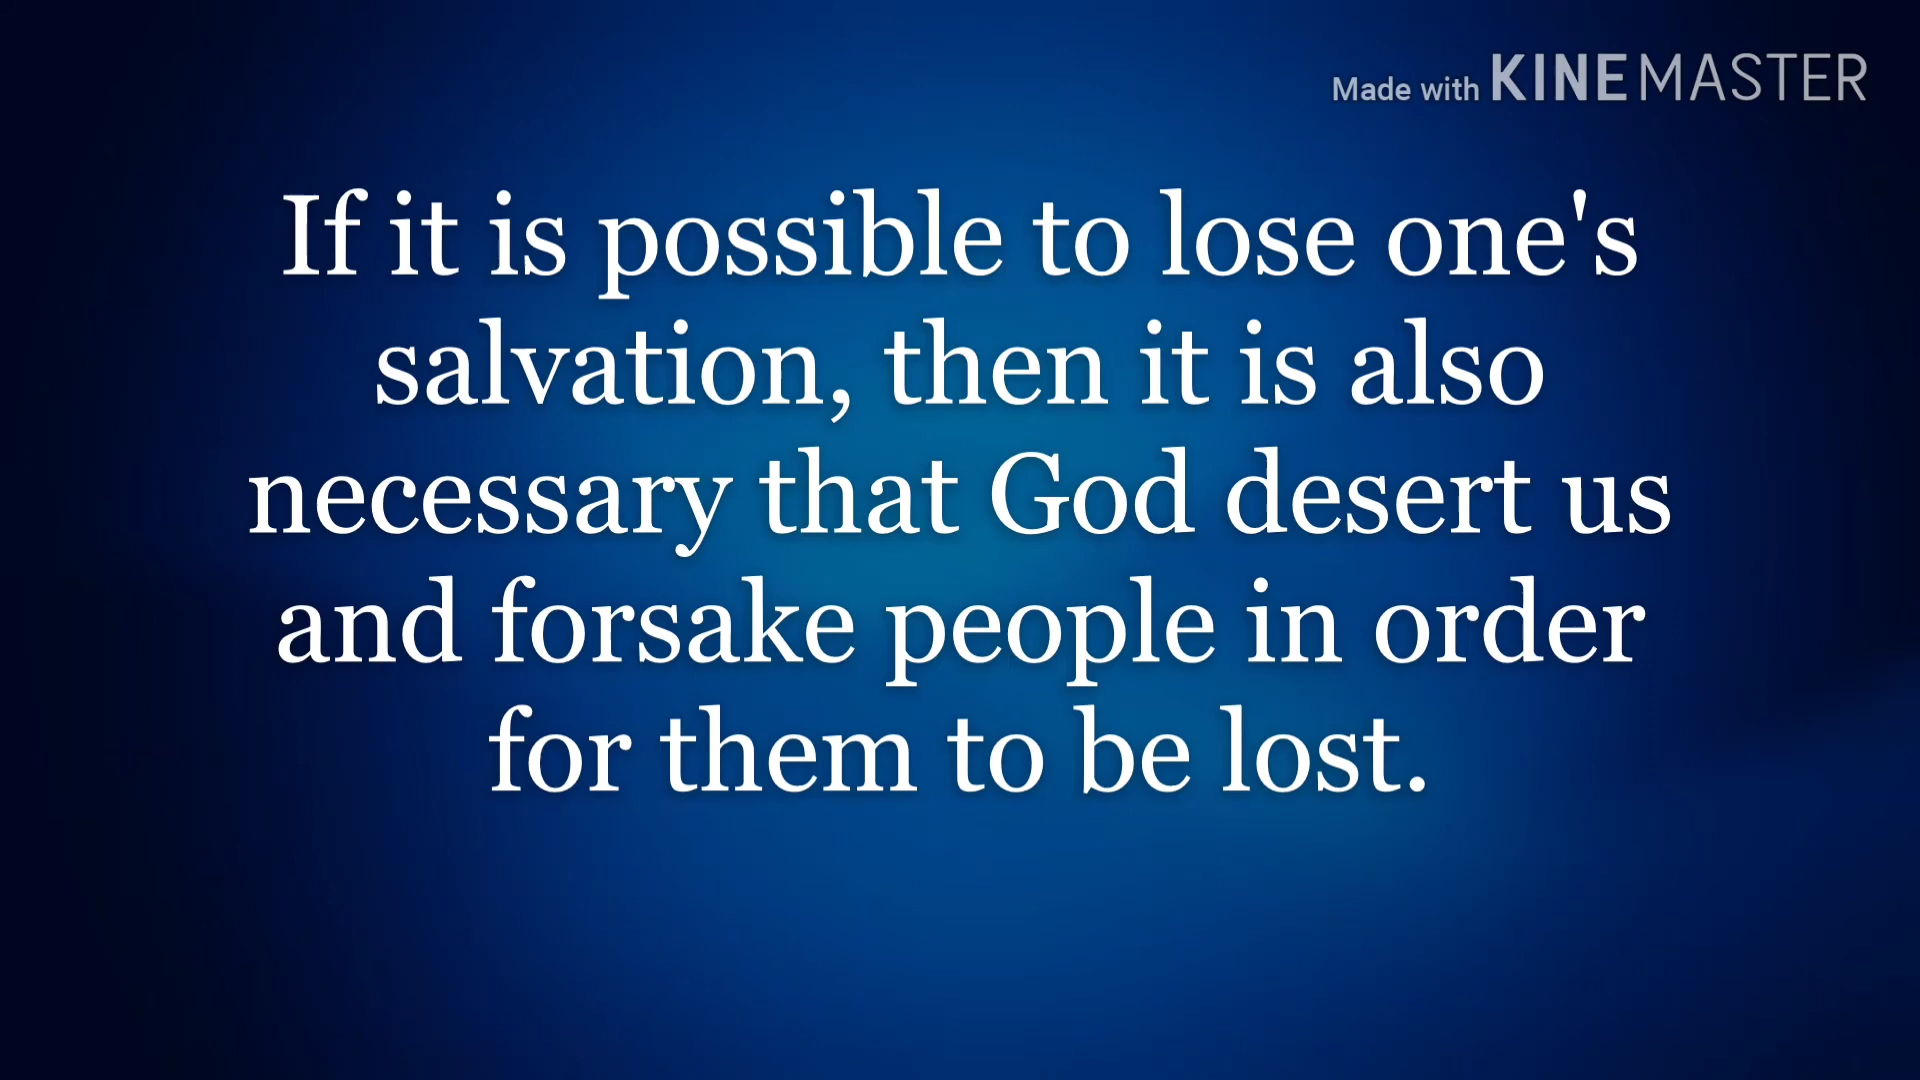 Made with KINEMASTER
If it is possible to lose one's
salvation, then it is also
necessary that God desert us
and forsake people in order
for them to be lost.